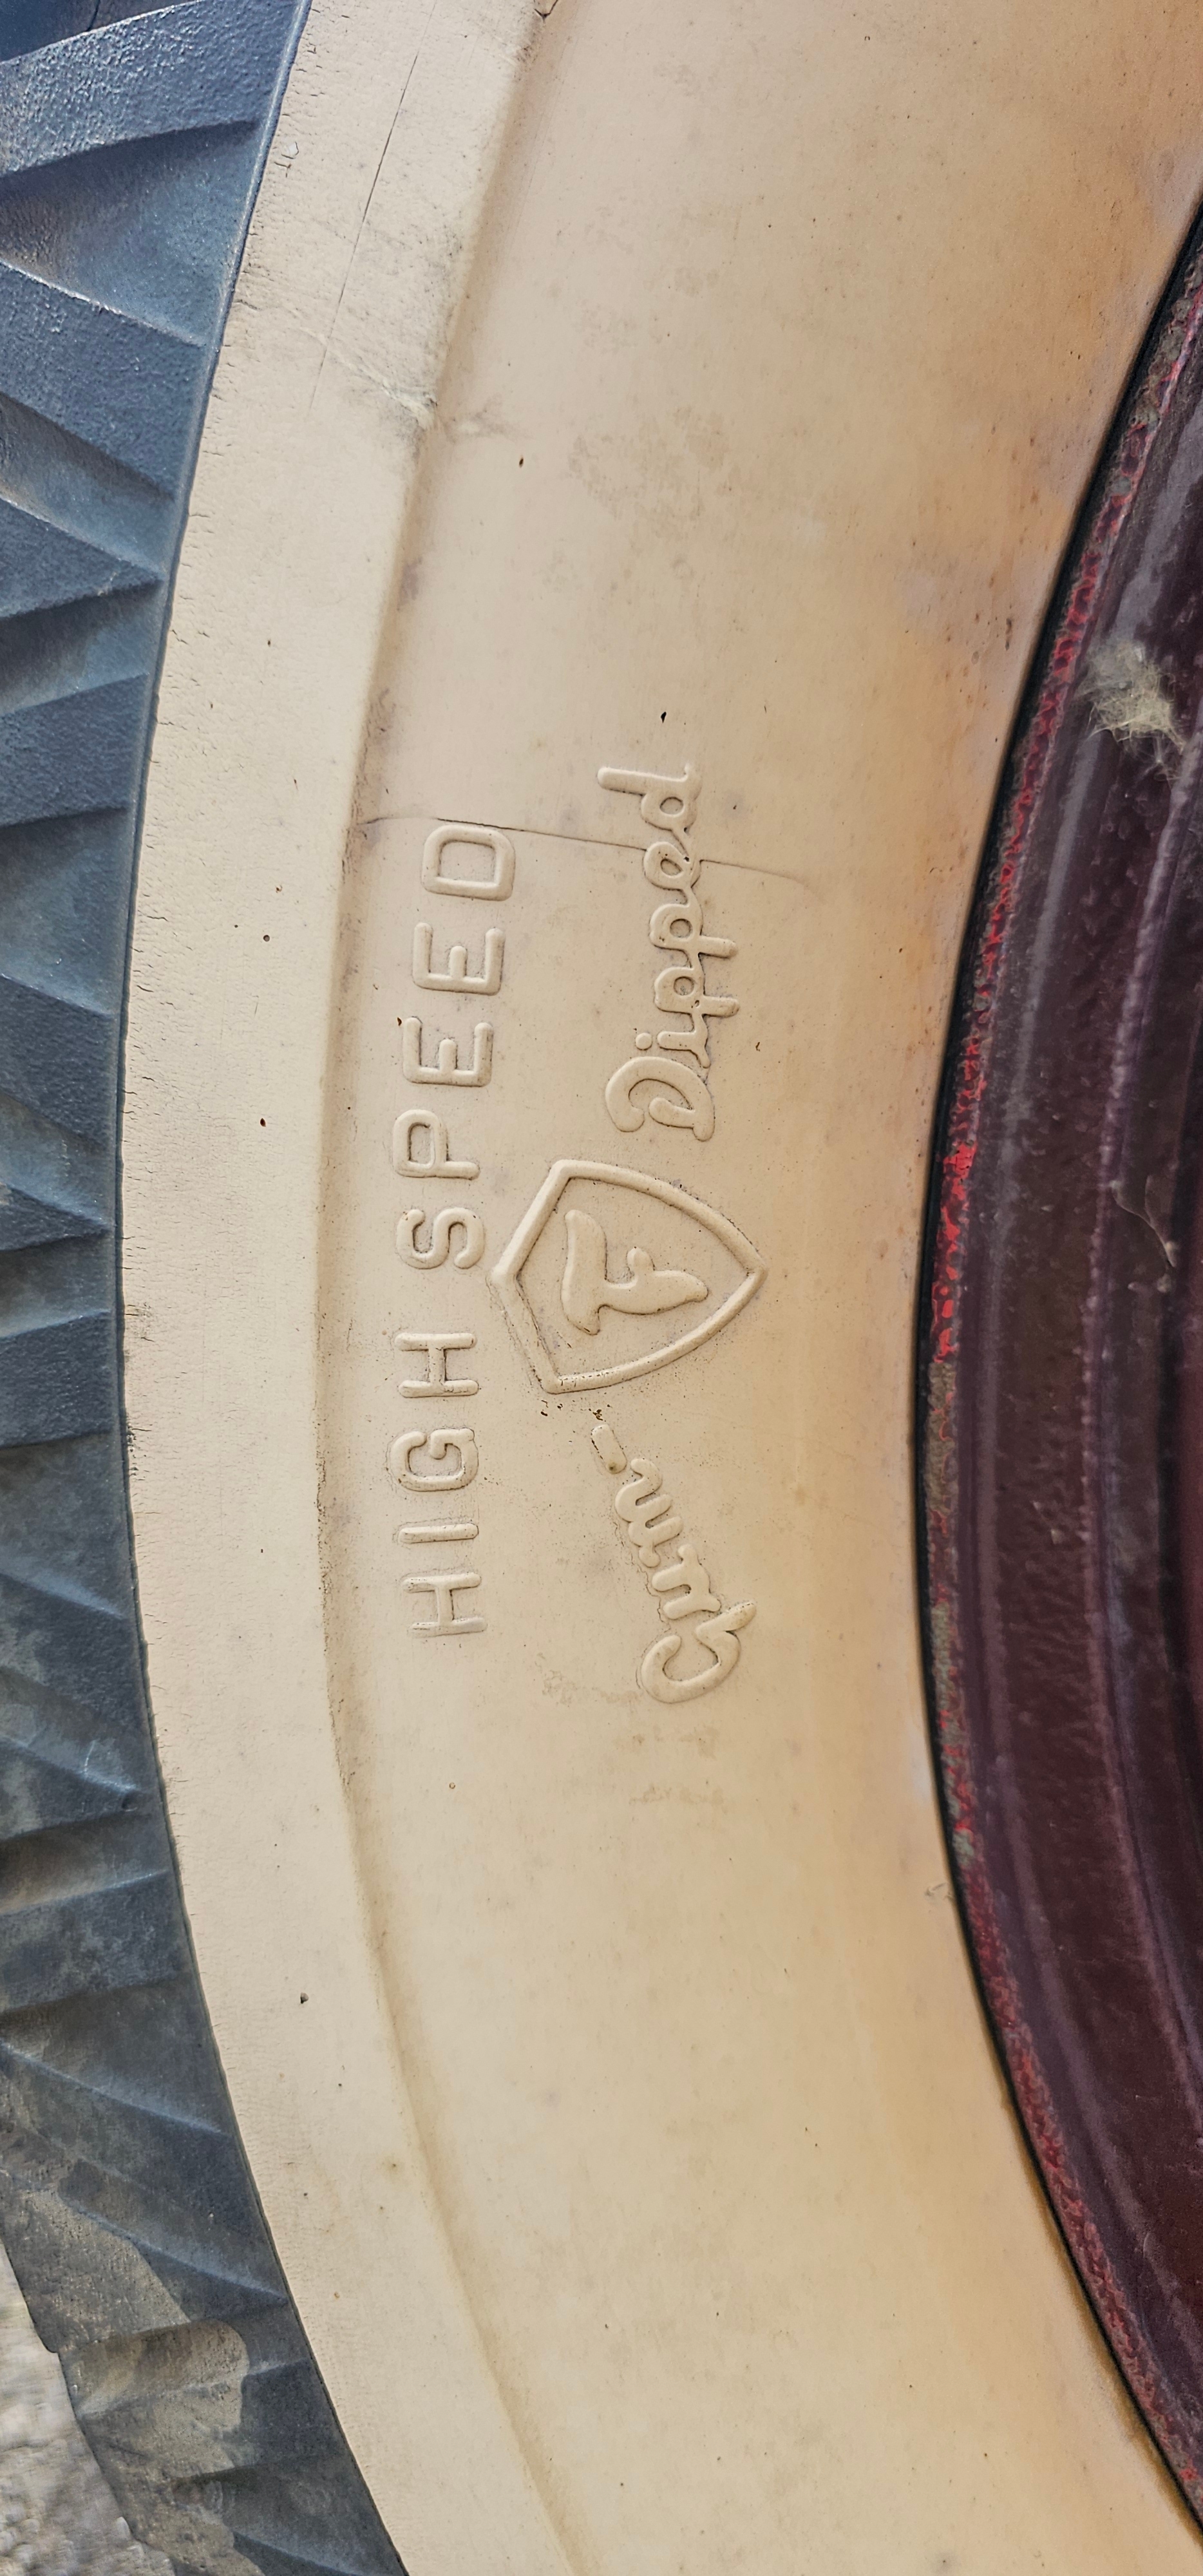 HIGH SPEED
Gum- F Dipped